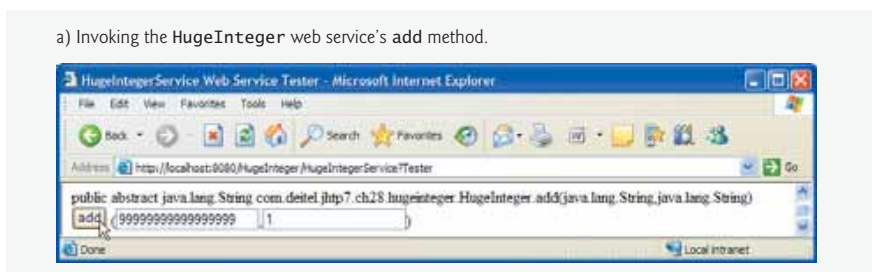 a) Invoking the HugeInteger web service's add method.
HugeIntegerService Web Service Tester - Microsoft Internet Explorer
File Edit View Favorites Tools Help
Back Search Favorites
Address http://localhost:8080/HugeInteger/HugeIntegerService?Tester Go
public abstract java.lang.String com.deitel.jhtp7.ch28.hugeinteger.HugeInteger.add(java.lang.String,java.lang.String)
add (99999999999999999 ,1 )
Done Local intranet